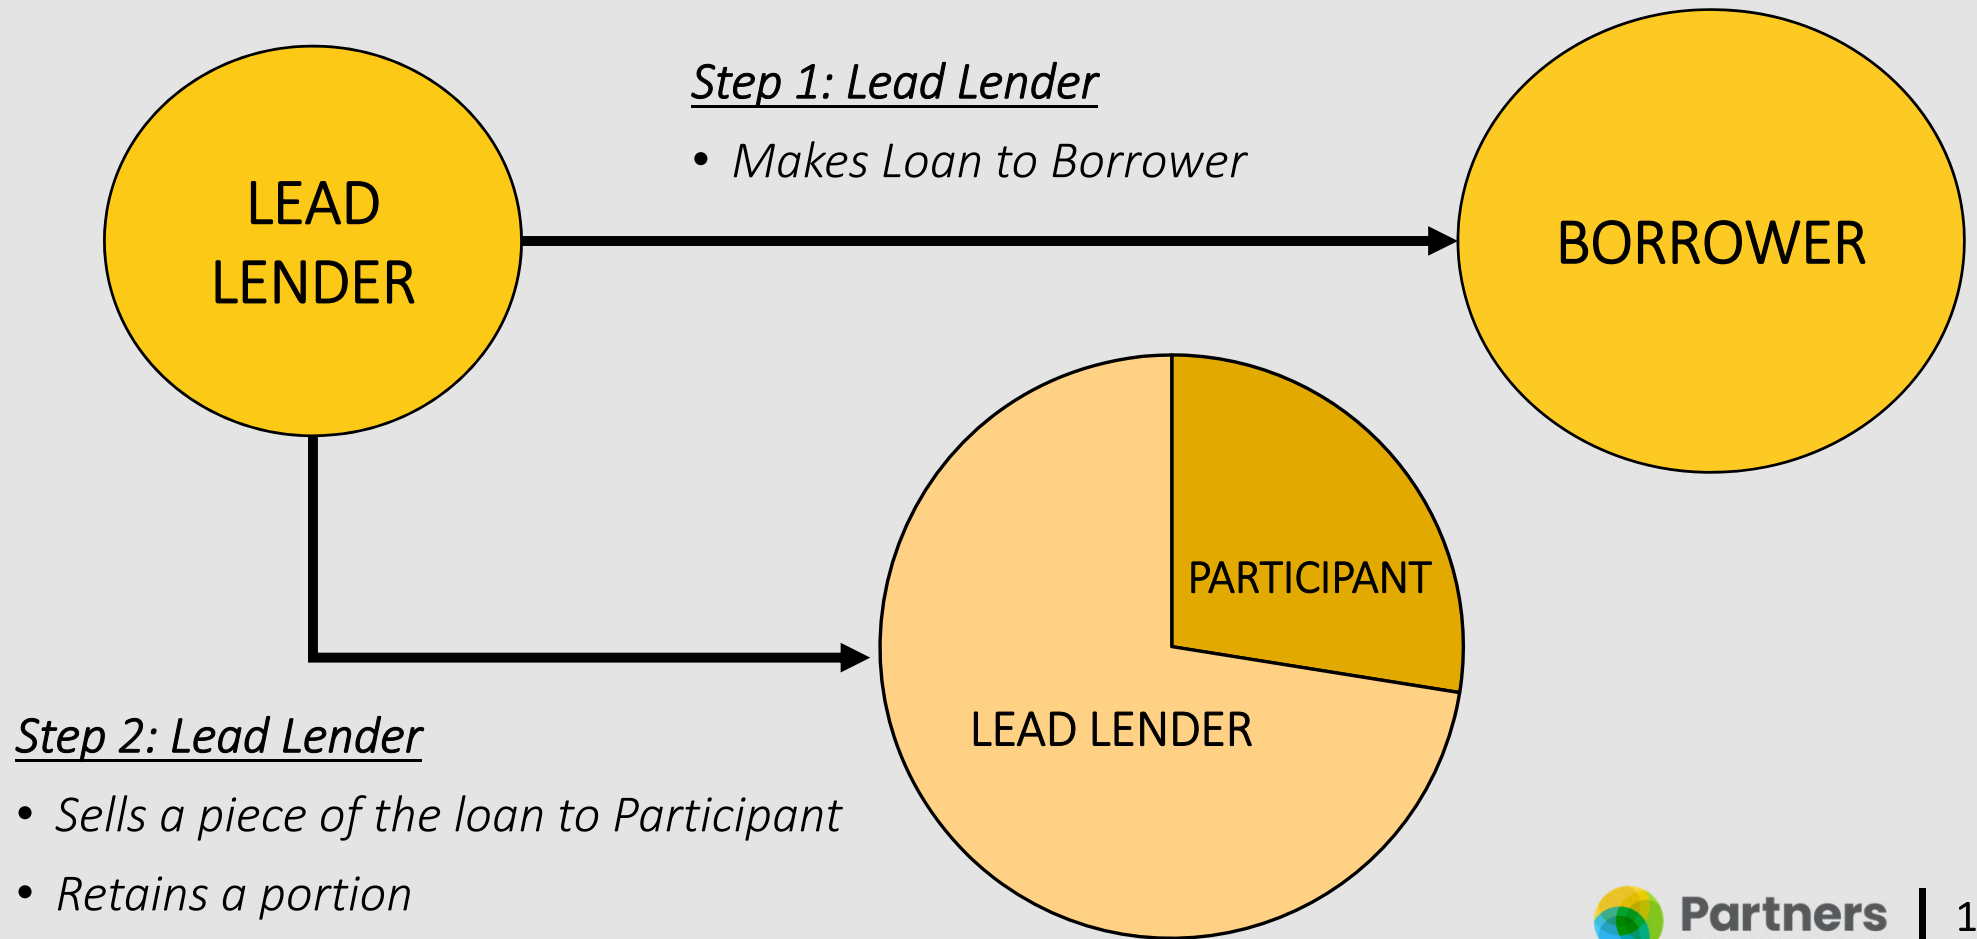 LEAD
LENDER
Step 1: Lead Lender
• Makes Loan to Borrower
BORROWER
PARTICIPANT
LEAD LENDER
Step 2: Lead Lender
• Sells a piece of the loan to Participant
• Retains a portion
Partners
1